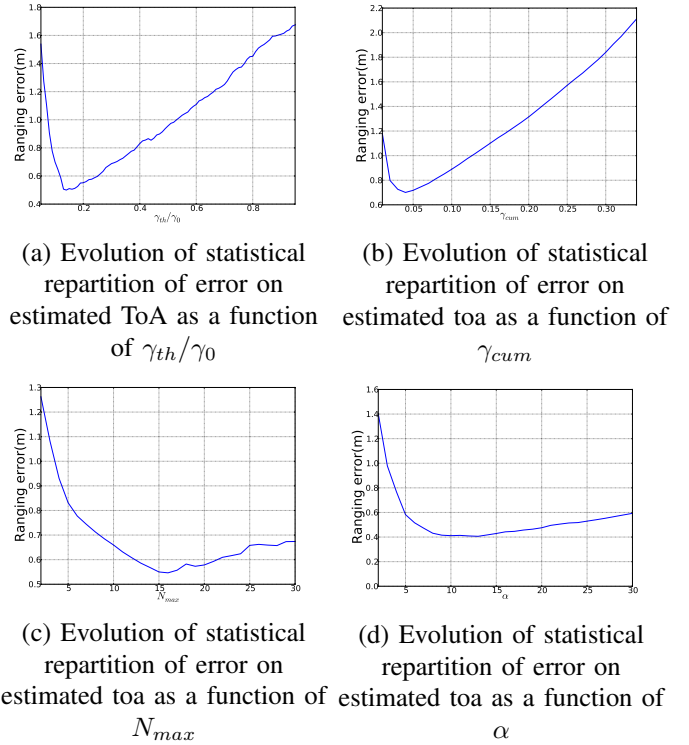 1.6
1.4
1.2
1.0
0.8
0.6
0.4
Ranging error(m)
0.2 0.4 0.6 0.8
γth/γ0
2.2
2.0
1.8
1.6
1.4
1.2
1.0
0.8
0.6
Ranging error(m)
0.05 0.10 0.15 0.20 0.25 0.30
γcum
(a) Evolution of statistical
repartition of error on
estimated ToA as a function
of γth/γ0
(b) Evolution of statistical
repartition of error on
estimated toa as a function of
γcum
1.3
1.2
1.1
1.0
0.9
0.8
0.7
0.6
0.5
Ranging error(m)
5 10 15 20 25 30
Nmax
1.6
1.4
1.2
1.0
0.8
0.6
0.4
0.2
0.0
Ranging error(m)
5 10 15 20 25 30
α
(c) Evolution of statistical
repartition of error on
estimated toa as a function of
Nmax
(d) Evolution of statistical
repartition of error on
estimated toa as a function of
α